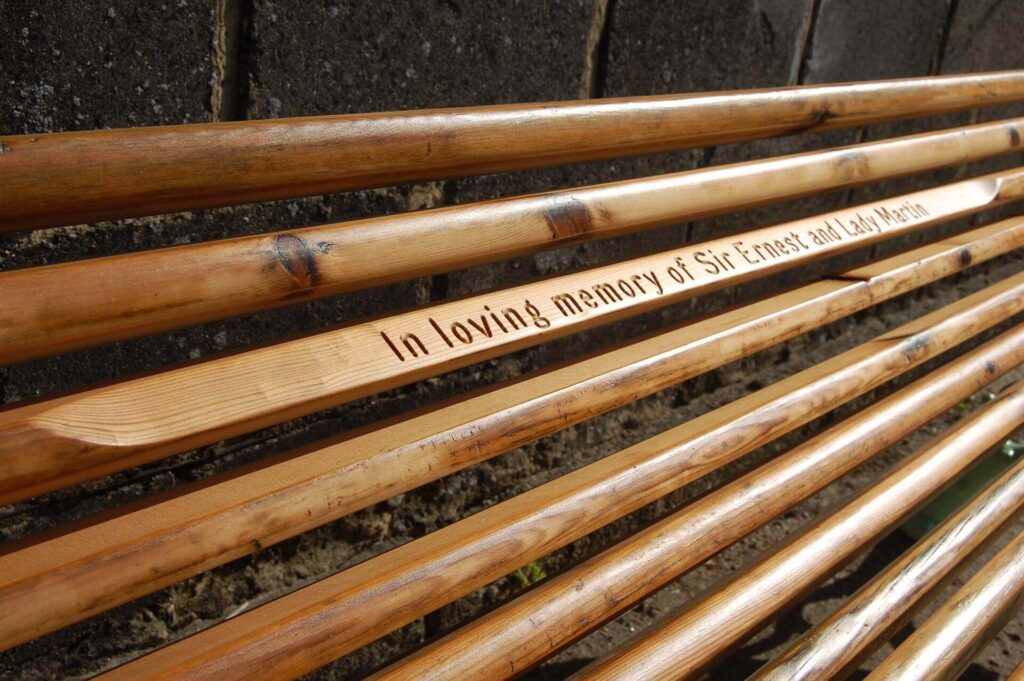 In loving memory of Sir Ernest and Lady Martin